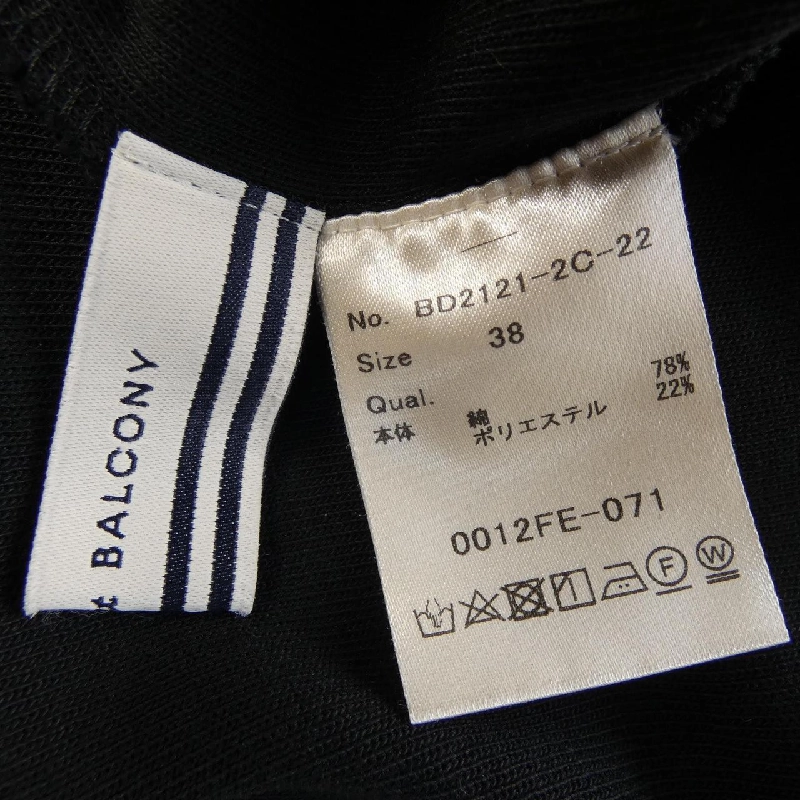 t BALCONY
No. BD2121-2C-22
Size 38
Qual.
本体 綿 78%
ポリエステル 22%
0012FE-071
F W